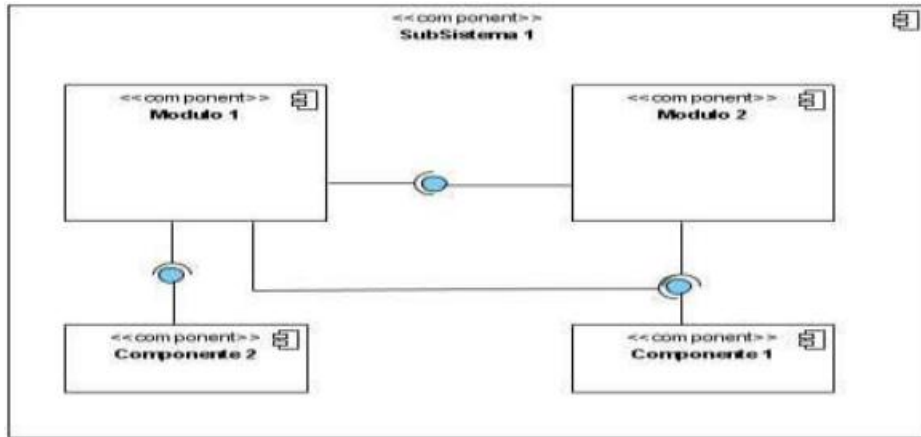 <<component>>
SubSistema 1
<<component>>
Modulo 1
<<component>>
Modulo 2
<<component>>
Componente 2
<<component>>
Componente 1